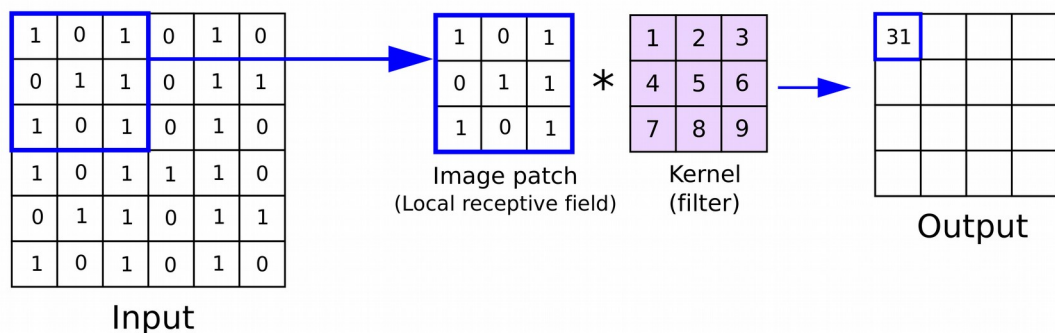 1 0 1 0 1 0
0 1 1 0 1 1
1 0 1 0 1 0
1 0 1 1 1 0
0 1 1 0 1 1
1 0 1 0 1 0
Input
1 0 1
0 1 1
1 0 1
Image patch
(Local receptive field)
*
1 2 3
4 5 6
7 8 9
Kernel
(filter)
31
Output